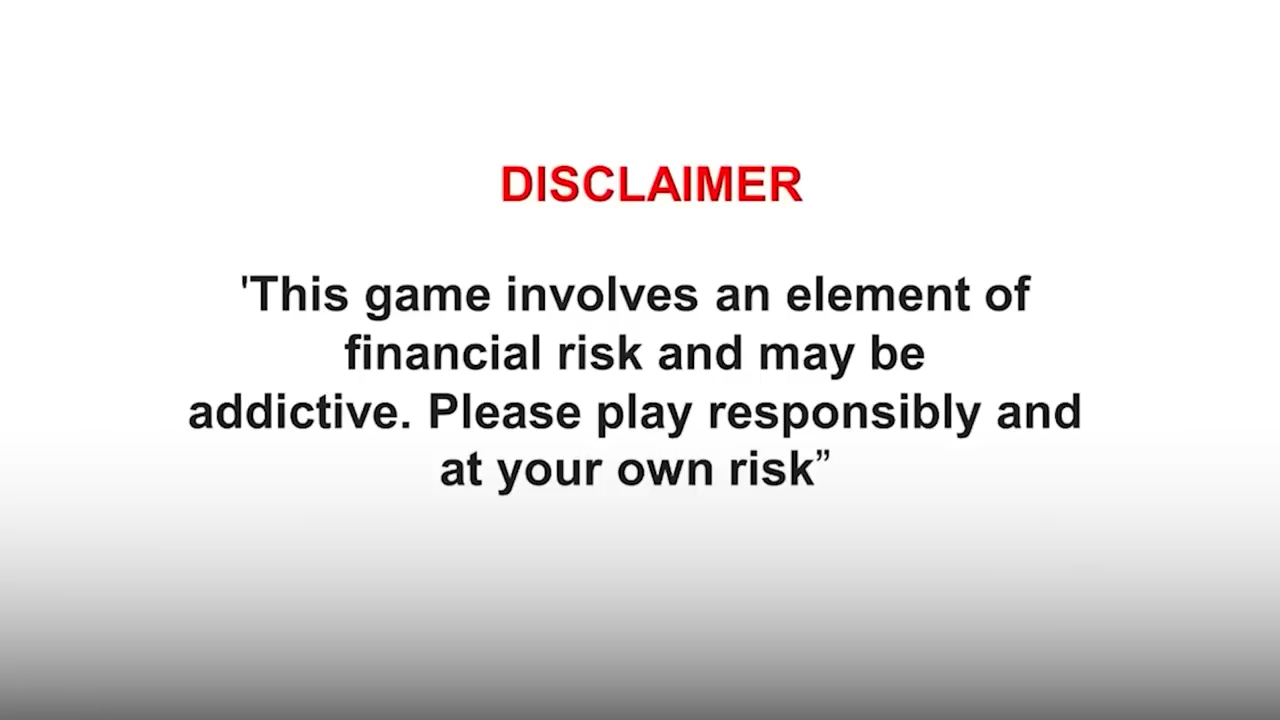 DISCLAIMER
'This game involves an element of
financial risk and may be
addictive. Please play responsibly and
at your own risk”